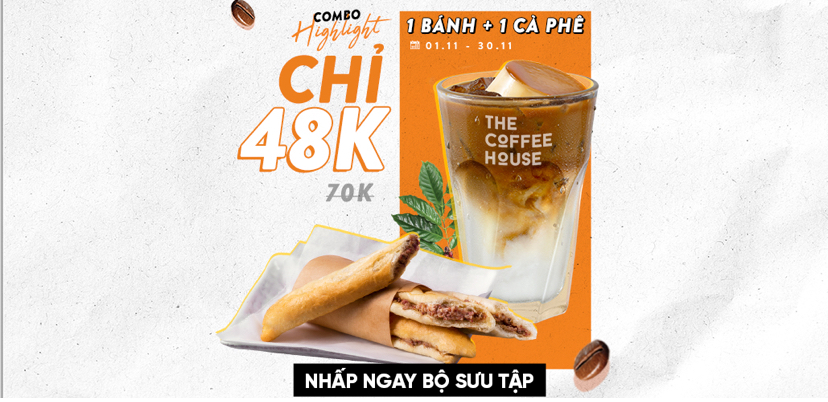 COMBO
Highlight
CHỈ
48K
70K
1 BÁNH + 1 CÀ PHÊ
01.11 - 30.11
THE
COFFEE
HOUSE
NHẤP NGAY BỘ SƯU TẬP